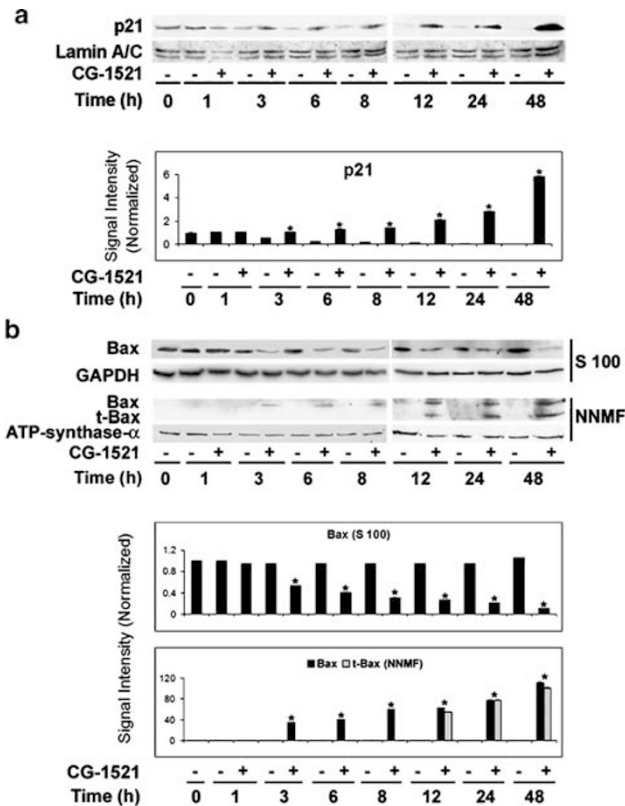 a
p21
Lamin A/C
CG-1521 - - + - + - + - + - + - + - +
Time (h) 0 1 3 6 8 12 24 48
p21
Signal Intensity
(Normalized)
6
4
2
0
* * * * * *
CG-1521 - - + - + - + - + - + - + - +
Time (h) 0 1 3 6 8 12 24 48
b
Bax
GAPDH
S 100
Bax
t-Bax
ATP-synthase-α
NNMF
CG-1521 - - + - + - + - + - + - + - +
Time (h) 0 1 3 6 8 12 24 48
Signal Intensity (Normalized)
Bax (S 100)
1.2
0.8
0.4
0
* * * * * *
Bax t-Bax (NNMF)
120
80
40
0
* * * * * *
CG-1521 - - + - + - + - + - + - + - +
Time (h) 0 1 3 6 8 12 24 48